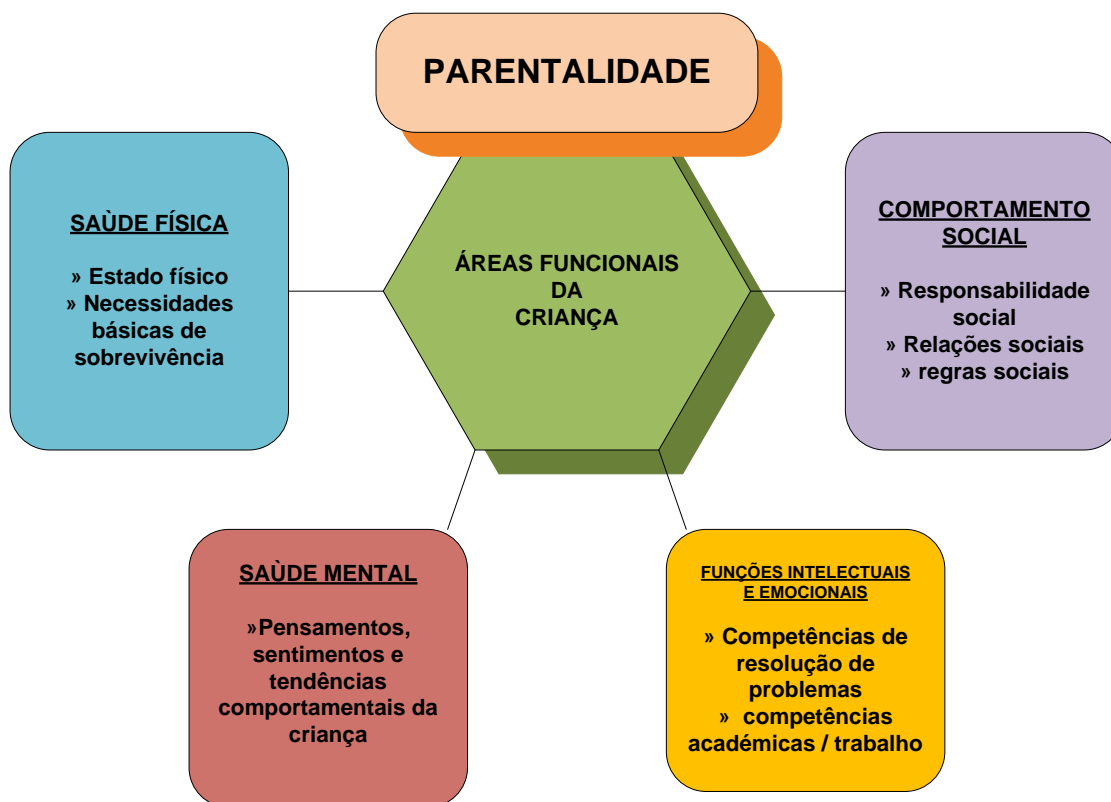 PARENTALIDADE
SAÙDE FÍSICA
» Estado físico
» Necessidades
básicas de
sobrevivência
ÁREAS FUNCIONAIS
DA
CRIANÇA
COMPORTAMENTO
SOCIAL
» Responsabilidade
social
» Relações sociais
» regras sociais
SAÙDE MENTAL
»Pensamentos,
sentimentos e
tendências
comportamentais da
criança
FUNÇÕES INTELECTUAIS
E EMOCIONAIS
» Competências de
resolução de
problemas
» competências
académicas / trabalho